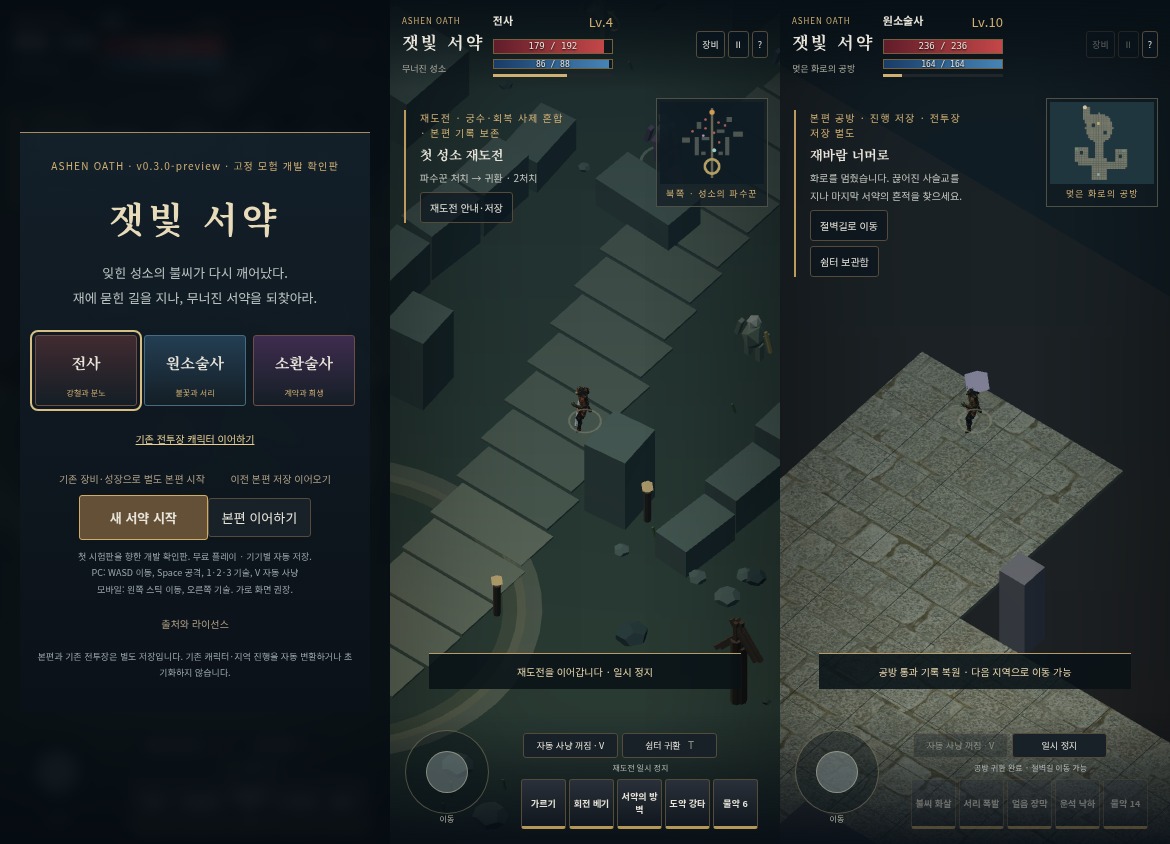 ASHEN OATH · v0.3.0-preview · 고정 모험 개발 확인판
잿빛 서약
잊힌 성소의 불씨가 다시 깨어났다.
재에 묻힌 길을 지나, 무너진 서약을 되찾아라.
전사
강철과 분노
원소술사
불꽃과 서리
소환술사
계약과 희생
기존 전투장 캐릭터 이어하기
기존 장비·성장으로 별도 본편 시작
이전 본편 저장 이어오기
새 서약 시작
본편 이어하기
첫 시험판을 향한 개발 확인판. 무료 플레이 · 기기별 자동 저장.
PC: WASD 이동, Space 공격, 1·2·3 기술, V 자동 사냥
모바일: 왼쪽 스틱 이동, 오른쪽 기술. 가로 화면 권장.
출처와 라이선스
본편과 기존 전투장은 별도 저장입니다. 기존 캐릭터·지역 진행을 자동 변환하거나 초
기화하지 않습니다.
ASHEN OATH
잿빛 서약
무너진 성소
전사
Lv.4
179 / 192
86 / 88
장비
II
?
재도전 · 궁수·회복 사제 혼합
· 본편 기록 보존
첫 성소 재도전
파수꾼 처치 → 귀환 · 2처치
재도전 안내·저장
북쪽 · 성소의 파수꾼
재도전을 이어갑니다 · 일시 정지
자동 사냥 꺼짐 · V
쉼터 귀환 T
재도전 일시 정지
이동
가르기
회전 베기
서약의 방
벽
도약 강타
물약 6
ASHEN OATH
잿빛 서약
멎은 화로의 공방
원소술사
Lv.10
236 / 236
164 / 164
장비
II
?
본편 공방 · 진행 저장 · 전투장
저장 별도
재바람 너머로
화로를 멈췄습니다. 끊어진 사슬교를
지나 마지막 서약의 흔적을 찾으세요.
절벽길로 이동
쉼터 보관함
멎은 화로의 공방
공방 통과 기록 복원 · 다음 지역으로 이동 가능
자동 사냥 꺼짐 · V
일시 정지
공방 귀환 완료 · 절벽길 이동 가능
이동
불씨 화살
서리 폭발
얼음 장막
운석 낙하
물약 14